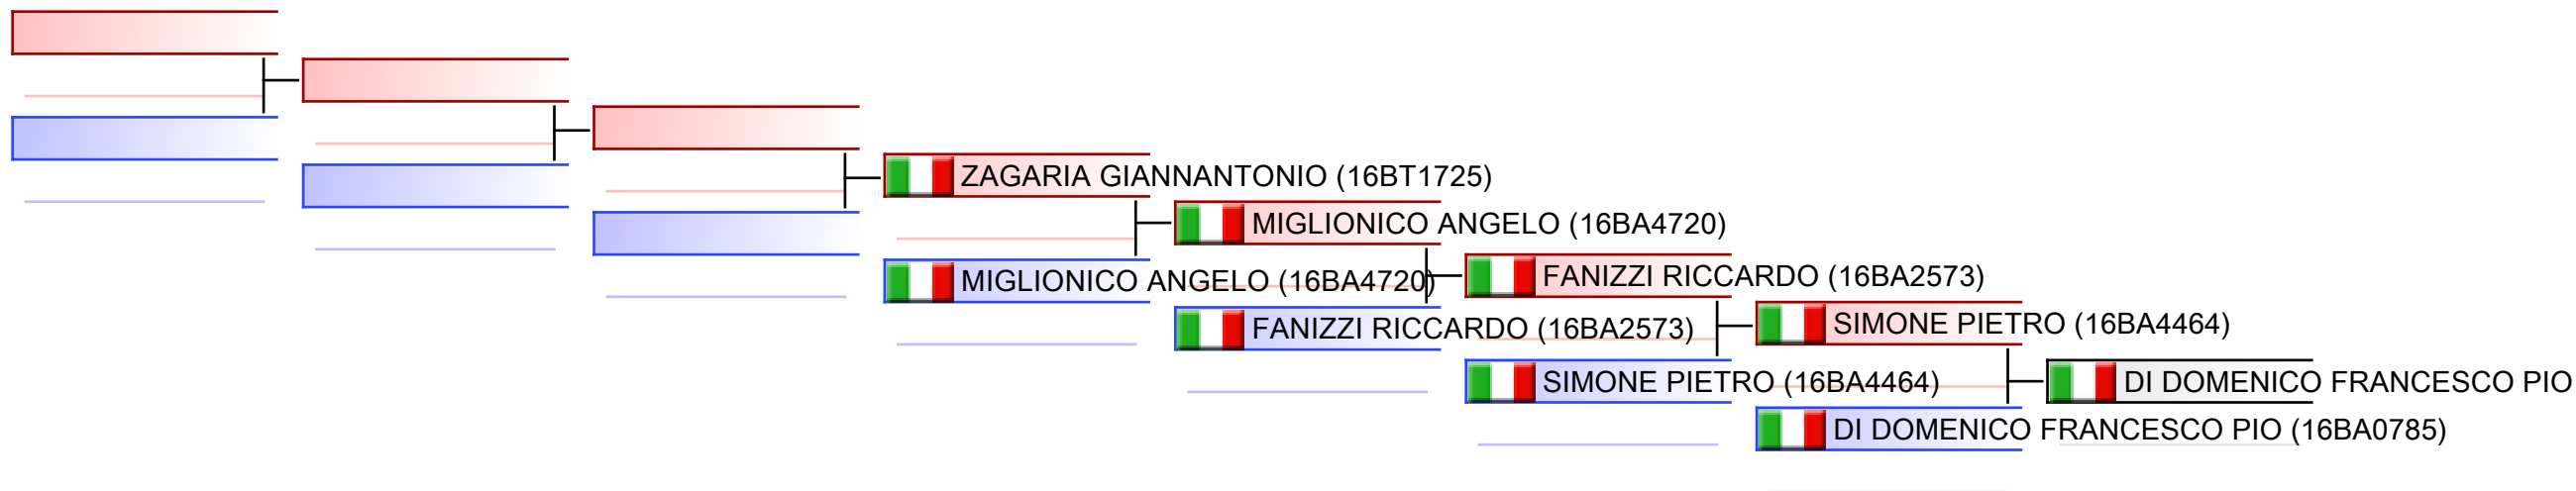 ZAGARIA GIANNANTONIO (16BT1725)
MIGLIONICO ANGELO (16BA4720)
MIGLIONICO ANGELO (16BA4720)
FANIZZI RICCARDO (16BA2573)
FANIZZI RICCARDO (16BA2573)
SIMONE PIETRO (16BA4464)
SIMONE PIETRO (16BA4464)
DI DOMENICO FRANCESCO PIO
DI DOMENICO FRANCESCO PIO (16BA0785)